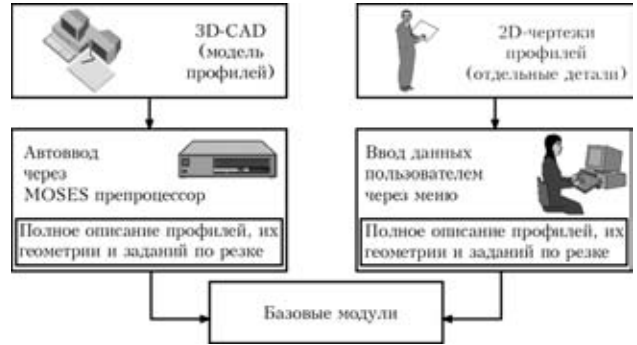 3D-CAD
(модель
профилей)
2D-чертежи
профилей
(отдельные детали)
Автоввод
через
MOSES препроцессор
Полное описание профилей, их
геометрии и заданий по резке
Ввод данных
пользователем
через меню
Полное описание профилей, их
геометрии и заданий по резке
Базовые модули